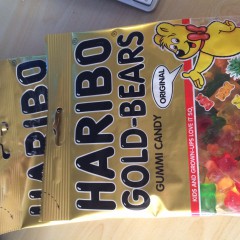 HARIBO
HARIBO
GOLD-BEARS
GUMMI CANDY
ORIGINAL
KIDS AND GROWN-UPS LOVE IT SO,